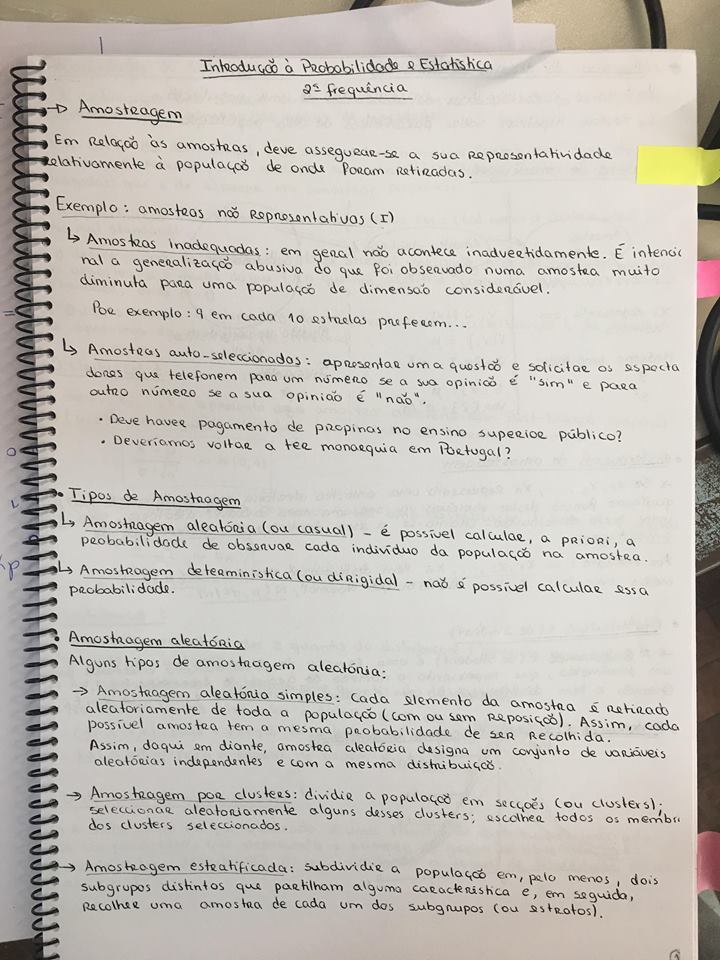 Introdução à Probabilidade e Estatística
2ª frequência
→ Amostragem
Em relação às amostras, deve assegurar-se a sua representatividade
relativamente à população de onde foram retiradas.
Exemplo: amostras não representativas (I)
↳ Amostras inadequadas: em geral não acontece inadvertidamente. É intencio
nal a generalização abusiva do que foi observado numa amostra muito
diminuta para uma população de dimensão considerável.
Por exemplo: 9 em cada 10 estrelas preferem...
↳ Amostras auto-seleccionadas: apresentar uma questão e solicitar os especta
dores que telefonem para um número se a sua opinião é "sim" e para
outro número se a sua opinião é "não".
• Deve haver pagamento de propinas no ensino superior público?
• Deveríamos voltar a ter monarquia em Portugal?
• Tipos de Amostragem
↳ Amostragem aleatória (ou casual) - é possível calcular, a priori, a
probabilidade de observar cada indivíduo da população na amostra.
↳ Amostragem determinística (ou dirigida) - não é possível calcular essa
probabilidade.
• Amostragem aleatória
Alguns tipos de amostragem aleatória:
→ Amostragem aleatória simples: cada elemento da amostra é retirado
aleatoriamente de toda a população (com ou sem reposição). Assim, cada
possível amostra tem a mesma probabilidade de ser recolhida.
Assim, daqui em diante, amostra aleatória designa um conjunto de variáveis
aleatórias independentes e com a mesma distribuição.
→ Amostragem por clusters: dividir a população em secções (ou clusters);
seleccionar aleatoriamente alguns desses clusters; escolher todos os membro
dos clusters seleccionados.
→ Amostragem estratificada: subdividir a população em, pelo menos, dois
subgrupos distintos que partilham alguma característica e, em seguida,
recolher uma amostra de cada um dos subgrupos (ou estratos).